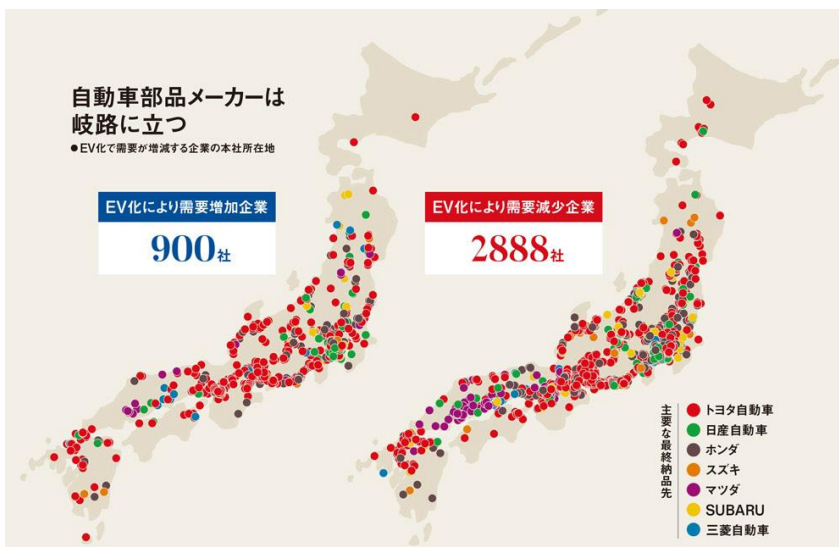 自動車部品メーカーは
岐路に立つ
●EV化で需要が増減する企業の本社所在地
EV化により需要増加企業
900社
EV化により需要減少企業
2888社
主要な最終納品先
トヨタ自動車
日産自動車
ホンダ
スズキ
マツダ
SUBARU
三菱自動車